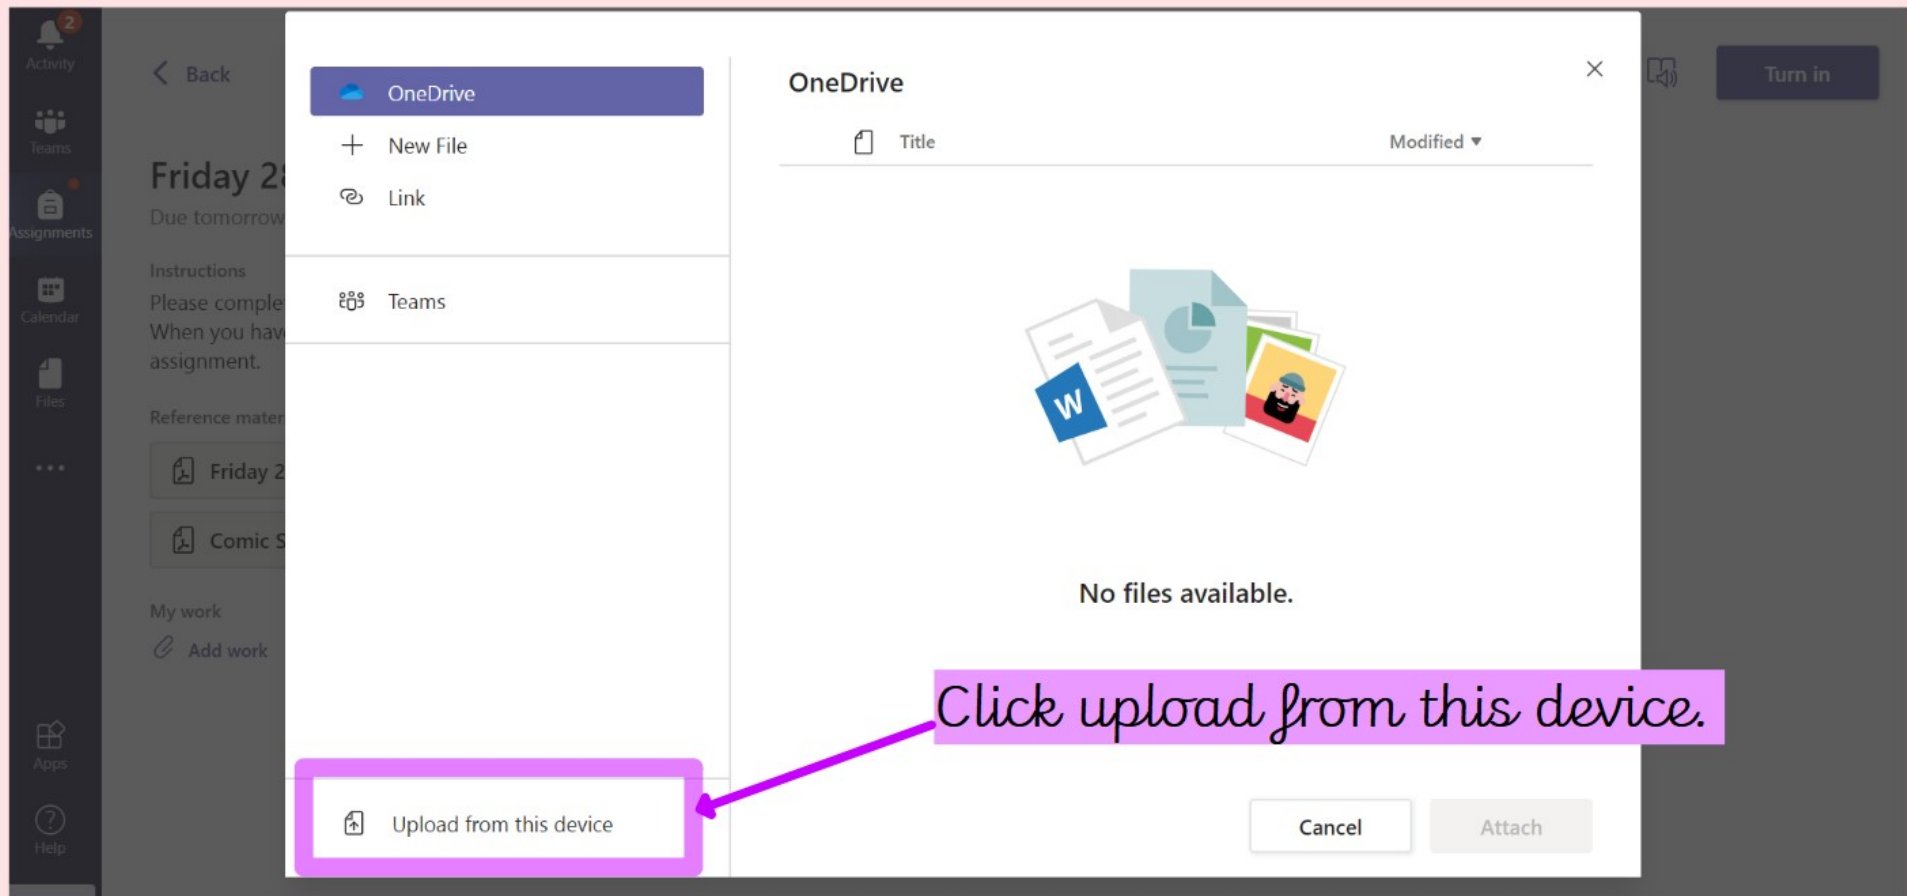 2
Activity
Teams
Assignments
Calendar
Files
Apps
Help
Back
Turn in
Friday 28
Due tomorrow
Instructions
Please comple
When you hav
assignment.
Reference mater
Friday 2
Comic S
My work
Add work
OneDrive
New File
Link
Teams
Upload from this device
OneDrive
Title Modified
W
No files available.
Click upload from this device.
Cancel Attach